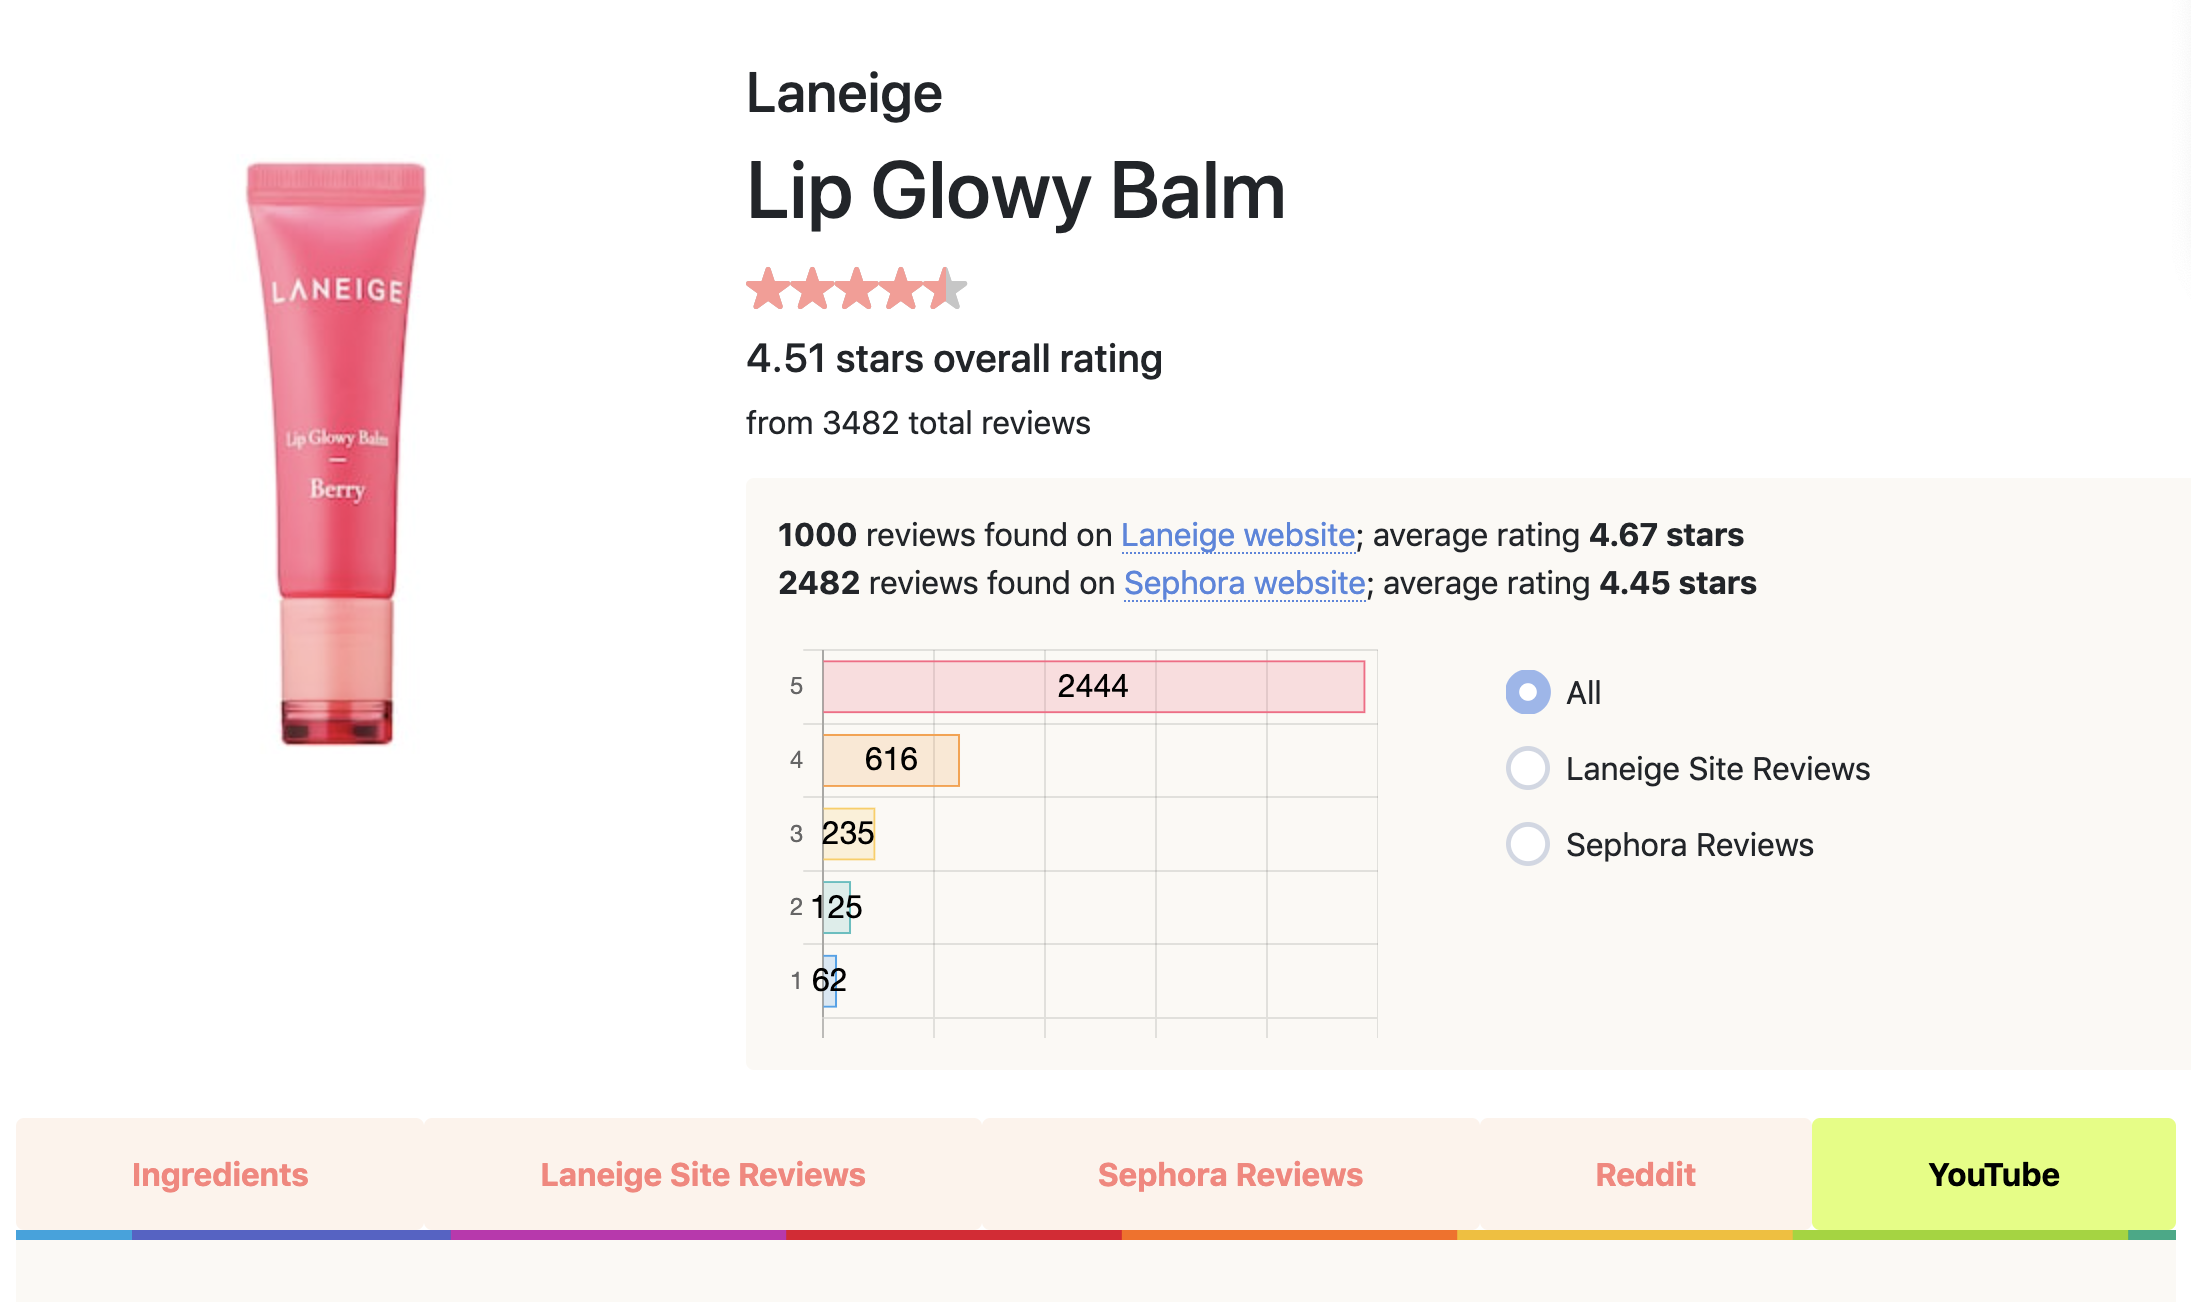 Laneige
Lip Glowy Balm
LANEIGE
Lip Glowy Balm
Berry
4.51 stars overall rating
from 3482 total reviews
1000 reviews found on Laneige website; average rating 4.67 stars
2482 reviews found on Sephora website; average rating 4.45 stars
5 2444
4 616
3 235
2 125
1 62
All
Laneige Site Reviews
Sephora Reviews
Ingredients
Laneige Site Reviews
Sephora Reviews
Reddit
YouTube